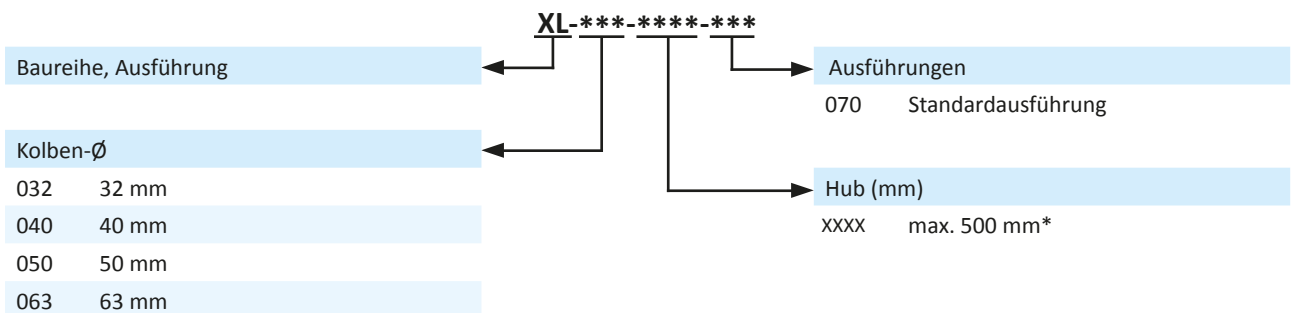 XL-***-****-***
Baureihe, Ausführung
Kolben-Ø
032 32 mm
040 40 mm
050 50 mm
063 63 mm
Ausführungen
070 Standardausführung
Hub (mm)
XXXX max. 500 mm*